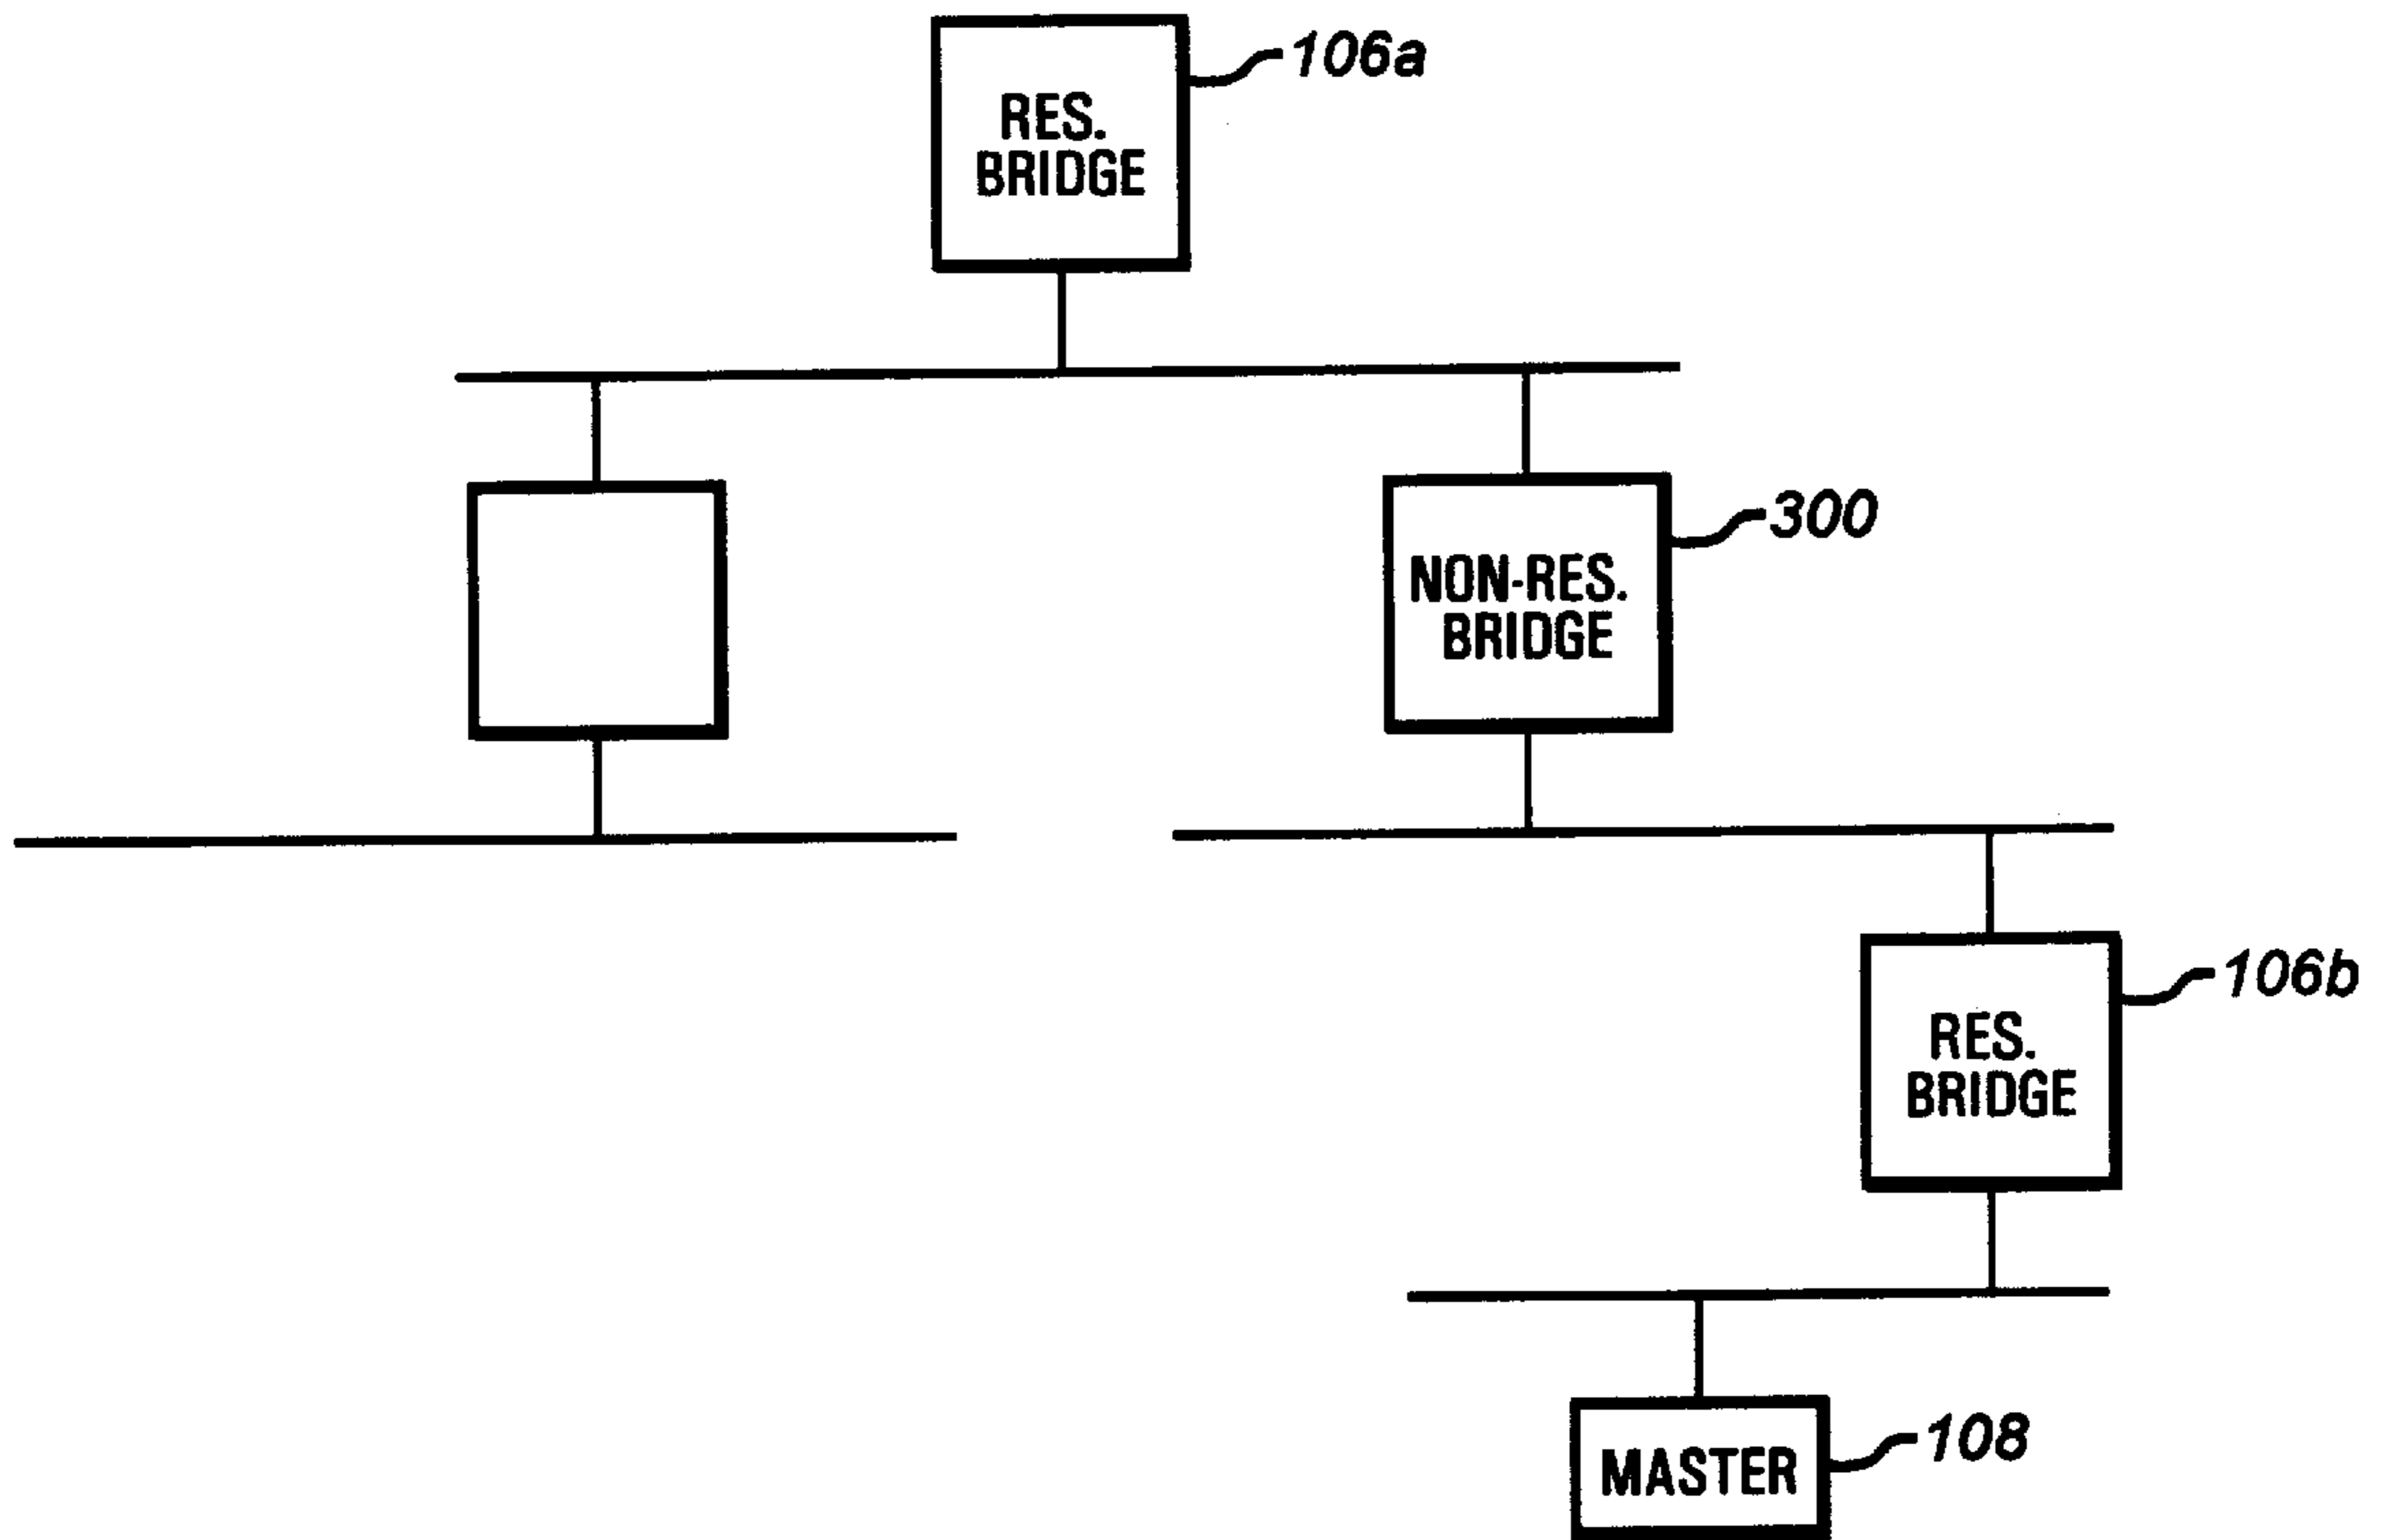 106a
RES.
BRIDGE
300
NON-RES.
BRIDGE
106b
RES.
BRIDGE
108
MASTER